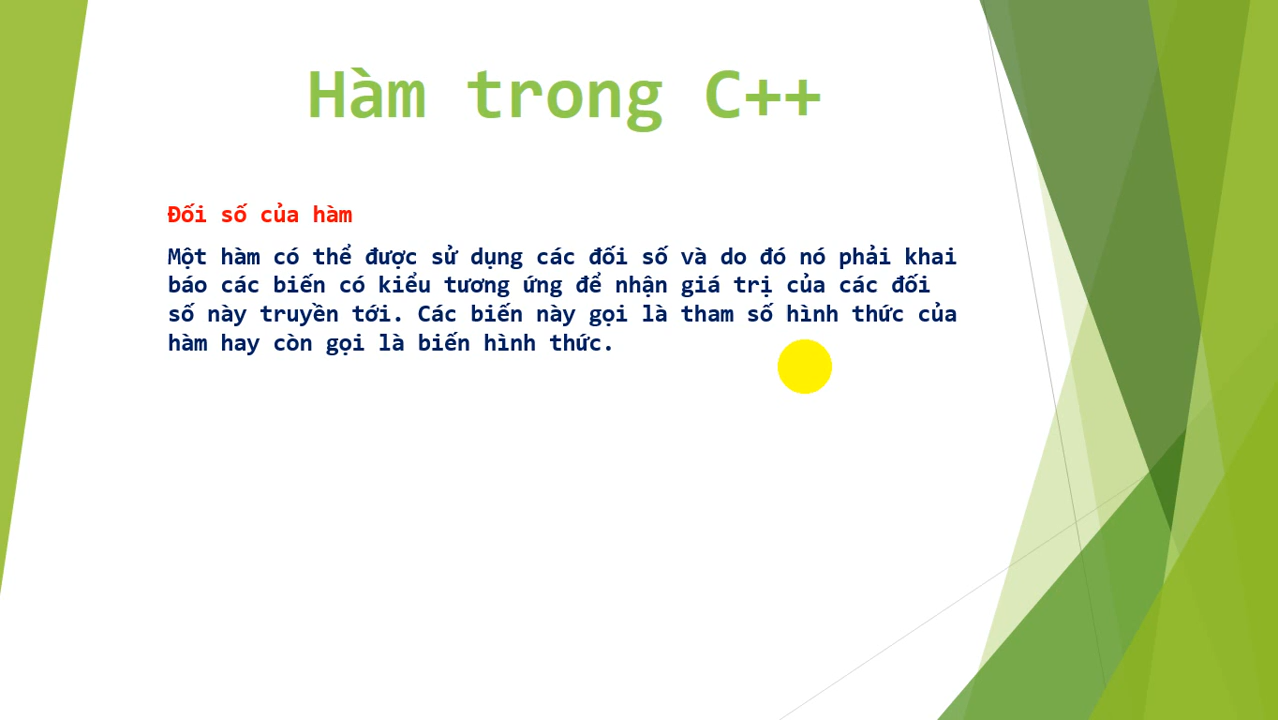 Hàm trong C++
Đối số của hàm
Một hàm có thể được sử dụng các đối số và do đó nó phải khai
báo các biến có kiểu tương ứng để nhận giá trị của các đối
số này truyền tới. Các biến này gọi là tham số hình thức của
hàm hay còn gọi là biến hình thức.